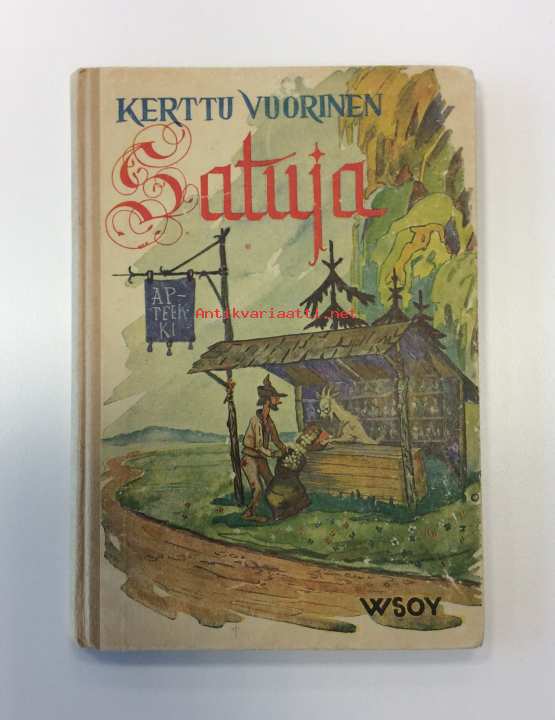 KERTTU VUORINEN
Satuja
AP-
TEEK-
KI
Antikvariaatti.net
WSOY